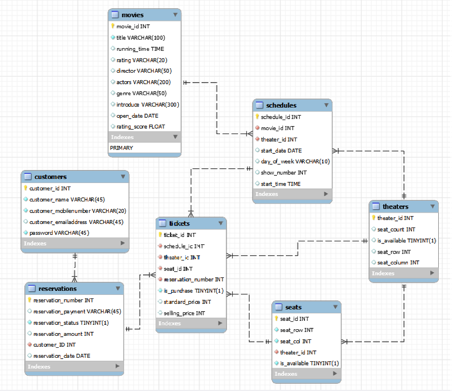 movies
movie_id INT
title VARCHAR(100)
running_time TIME
rating VARCHAR(20)
director VARCHAR(50)
actors VARCHAR(200)
genre VARCHAR(50)
introduce VARCHAR(300)
open_date DATE
rating_score FLOAT
Indexes
PRIMARY
schedules
schedule_id INT
movie_id INT
theater_id INT
start_date DATE
day_of_week VARCHAR(10)
show_number INT
start_time TIME
Indexes
customers
customer_id INT
customer_name VARCHAR(45)
customer_mobilenumber VARCHAR(20)
customer_emailaddress VARCHAR(45)
password VARCHAR(45)
Indexes
tickets
ticket_id INT
schedule_id INT
theater_id INT
seat_id INT
reservation_number INT
is_purchase TINYINT(1)
standard_price INT
selling_price INT
Indexes
theaters
theater_id INT
seat_count INT
is_available TINYINT(1)
seat_row INT
seat_column INT
Indexes
reservations
reservation_number INT
reservation_payment VARCHAR(45)
reservation_status TINYINT(1)
reservation_amount INT
customer_ID INT
reservation_date DATE
Indexes
seats
seat_id INT
seat_row INT
seat_col INT
theater_id INT
is_available TINYINT(1)
Indexes